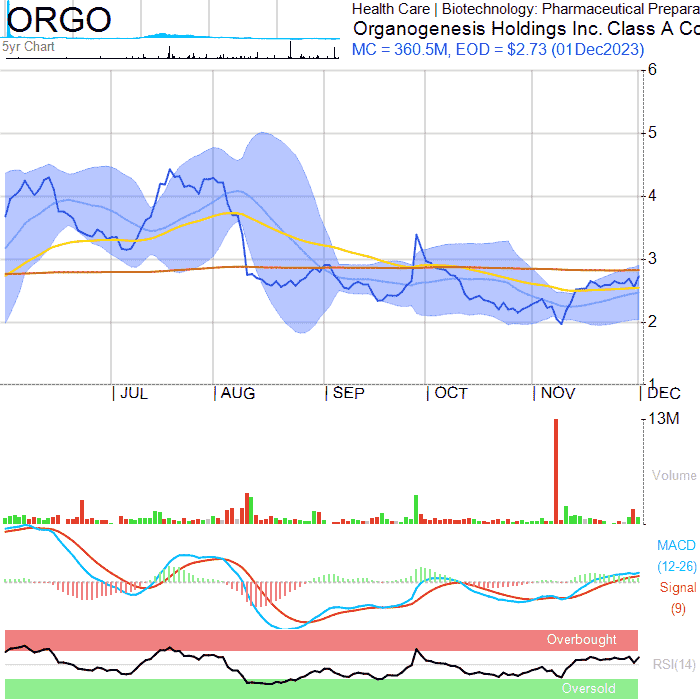 ORGO
Health Care | Biotechnology: Pharmaceutical Prepara
Organogenesis Holdings Inc. Class A Co
5yr Chart
MC = 360.5M, EOD = $2.73 (01Dec2023)
6
5
4
3
2
1
JUL
AUG
SEP
OCT
NOV
DEC
13M
Volume
MACD
(12-26)
Signal
(9)
Overbought
RSI(14)
Oversold